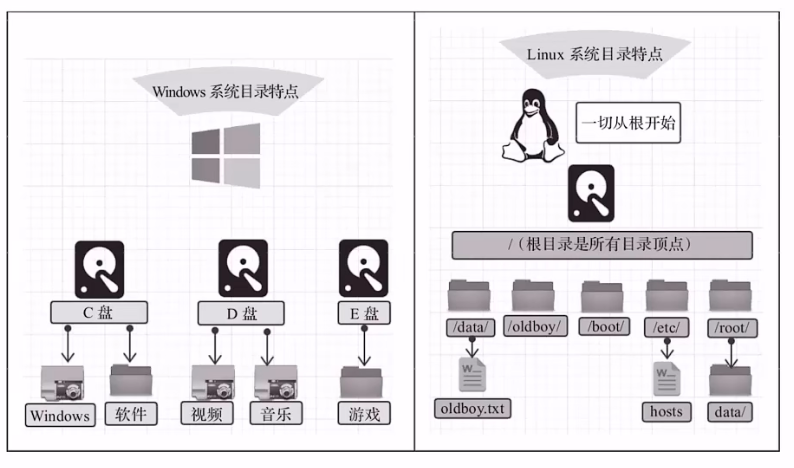 Windows 系统目录特点
C 盘
D 盘
E 盘
Windows
软件
视频
音乐
游戏
Linux 系统目录特点
一切从根开始
/（根目录是所有目录顶点）
/data/
/oldboy/
/boot/
/etc/
/root/
W
W
oldboy.txt
hosts
data/